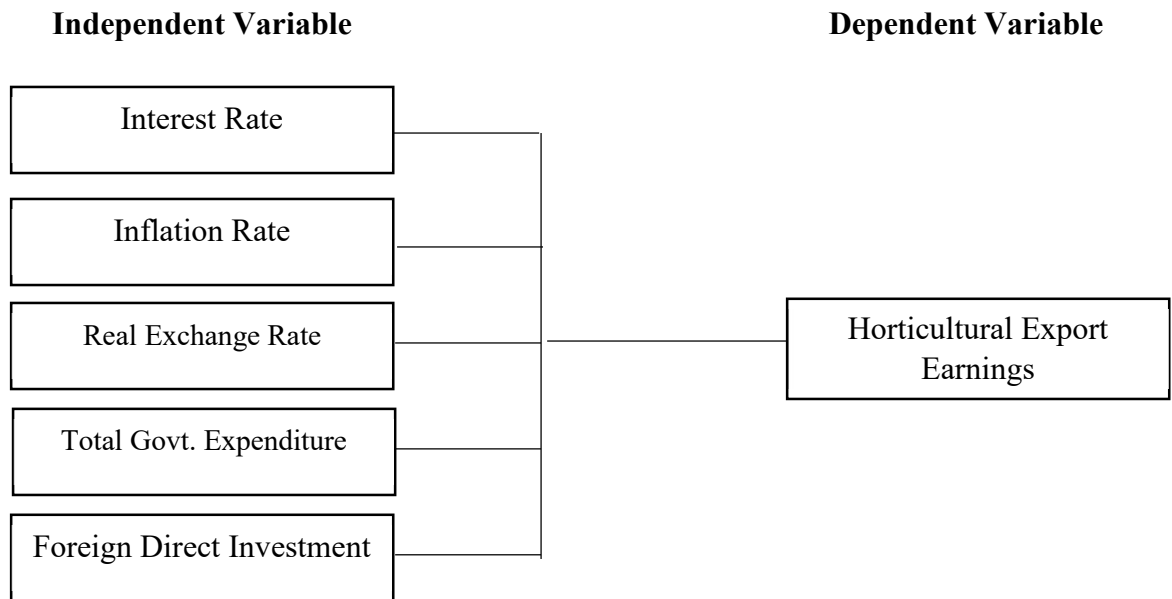 Independent Variable
Dependent Variable
Interest Rate
Inflation Rate
Real Exchange Rate
Total Govt. Expenditure
Foreign Direct Investment
Horticultural Export
Earnings